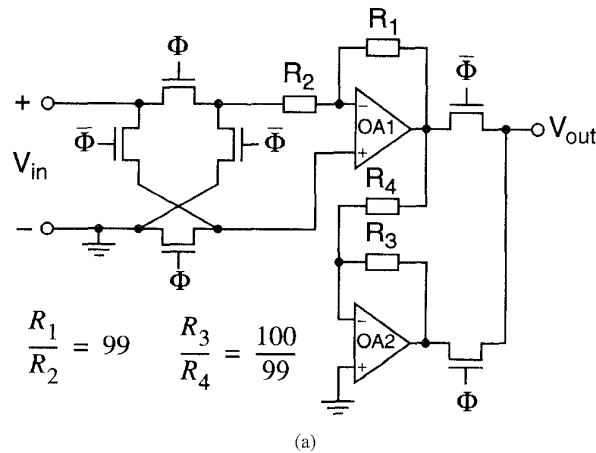 R1
Φ
R2
Φ̅
+
−
OA1
Vout
Φ̅
Φ̅
+
Vin
R4
−
R3
Φ
−
OA2
R1/R2 = 99
R3/R4 = 100/99
+
Φ
(a)